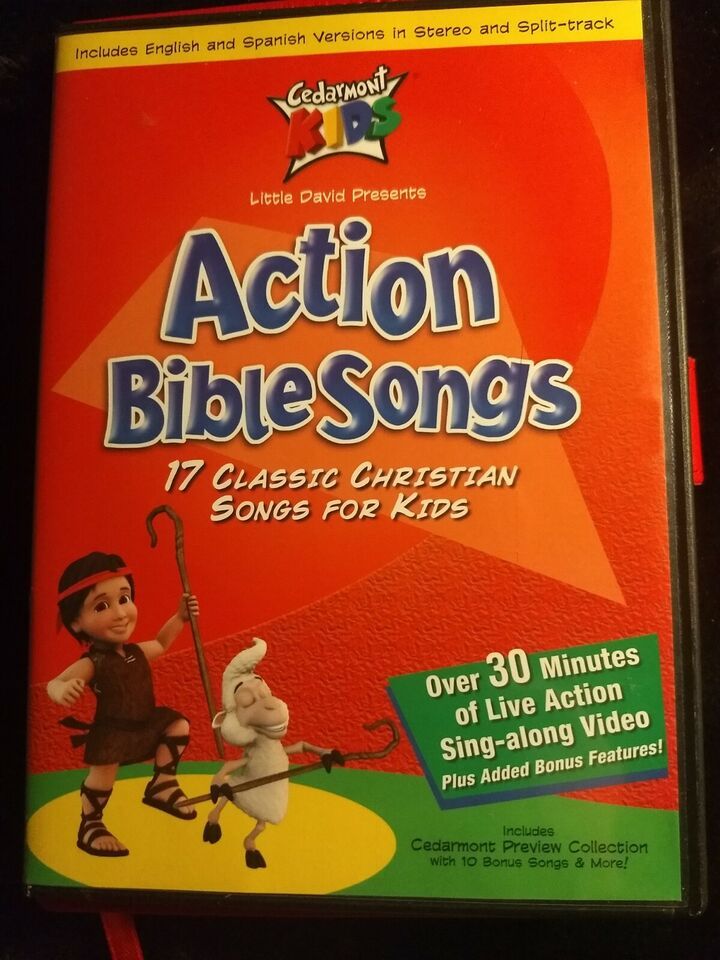 Includes English and Spanish Versions in Stereo and Split-track
Cedarmont
KIDS
Little David Presents
Action
Bible Songs
17 CLASSIC CHRISTIAN
SONGS FOR KIDS
Over 30 Minutes
of Live Action
Sing-along Video
Plus Added Bonus Features!
Includes
Cedarmont Preview Collection
with 10 Bonus Songs & More!